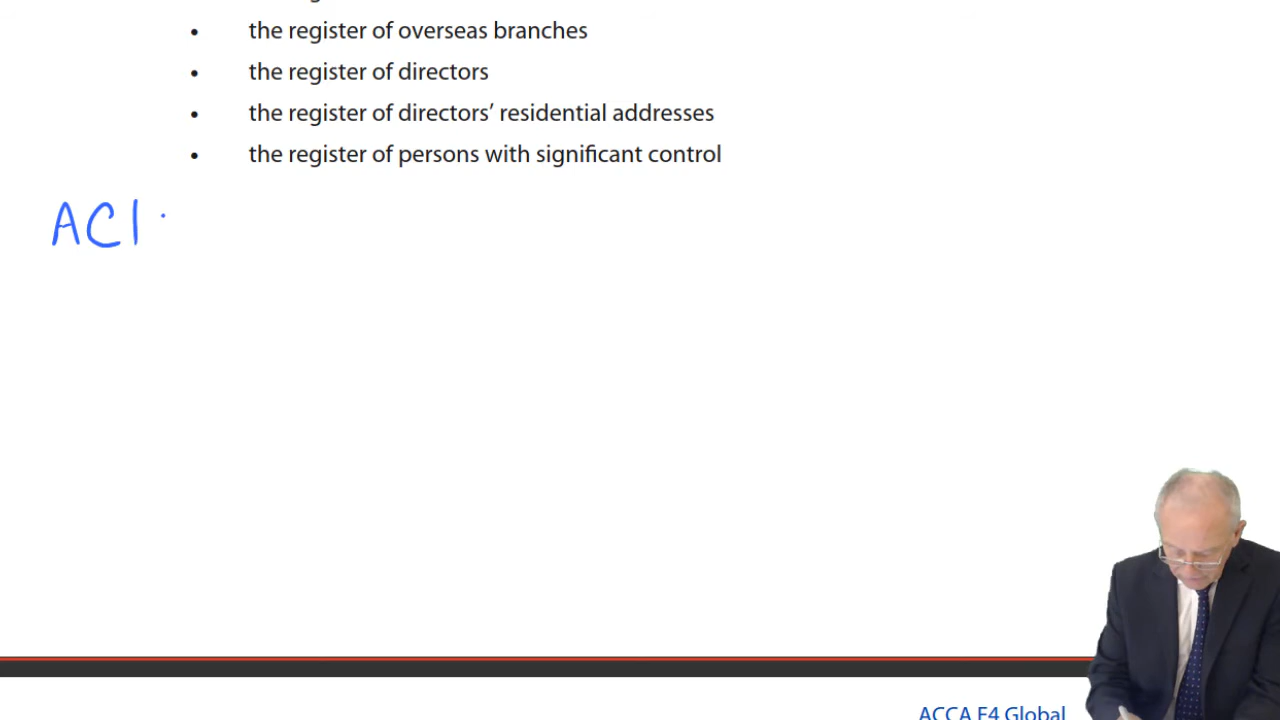 • the register of overseas branches
• the register of directors
• the register of directors’ residential addresses
• the register of persons with significant control
ACI
ACCA F4 Global